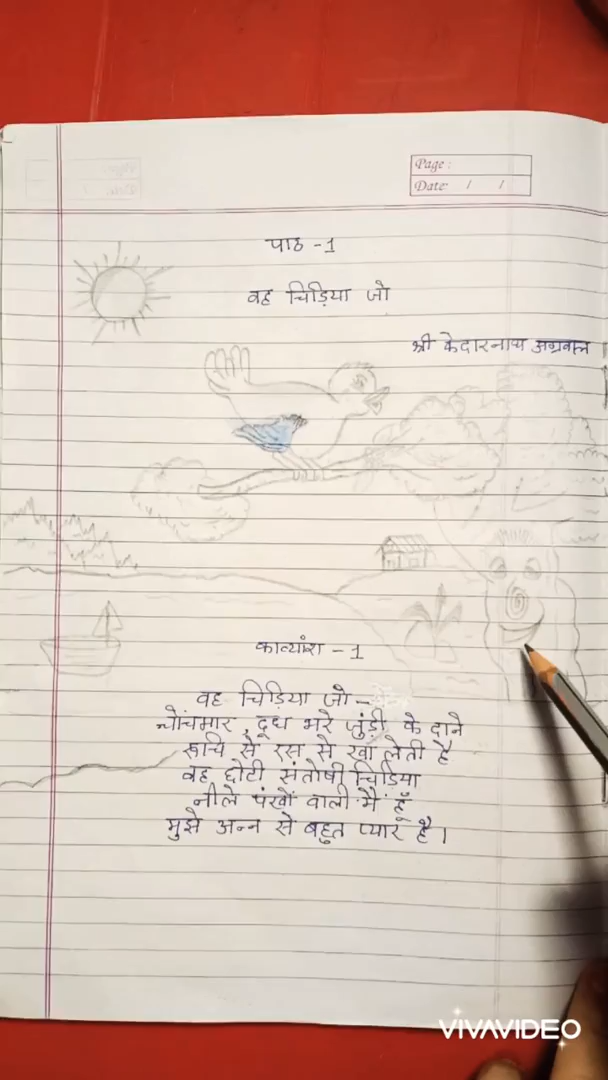 Page :
Date: / /
पाठ -1
वह चिड़िया जो
श्री केदारनाथ अग्रवाल
काव्यांश - 1
वह चिड़िया जो-
चोंचमार, दूध भरे जुंडी के दाने
रूचि से रस से खा लेती है
वह छोटी संतोषी चिड़िया
नीले पंखों वाली मैं हूँ
मुझे अन्न से बहुत प्यार है।
VIVAVIDEO